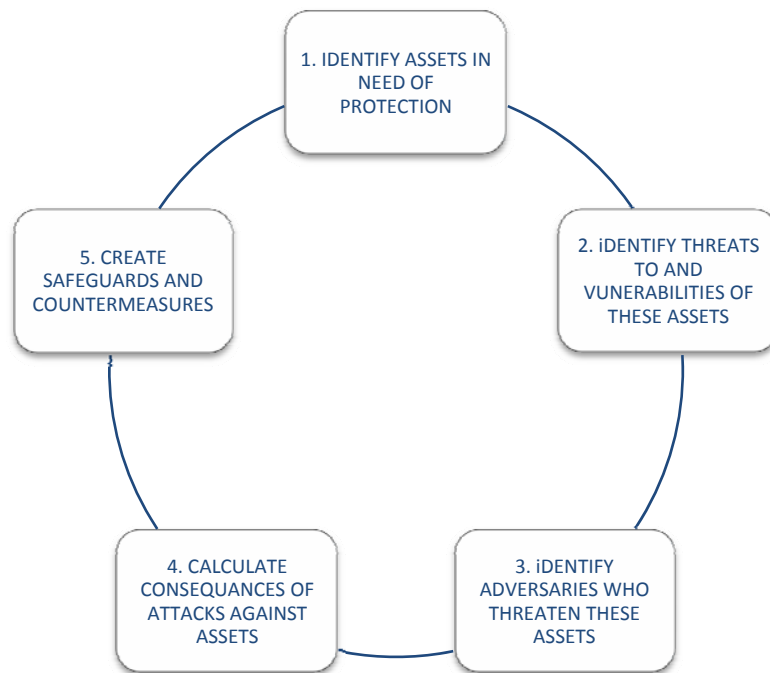 1. IDENTIFY ASSETS IN
NEED OF
PROTECTION
2. iDENTIFY THREATS
TO AND
VUNERABILITIES OF
THESE ASSETS
3. iDENTIFY
ADVERSARIES WHO
THREATEN THESE
ASSETS
4. CALCULATE
CONSEQUANCES OF
ATTACKS AGAINST
ASSETS
5. CREATE
SAFEGUARDS AND
COUNTERMEASURES